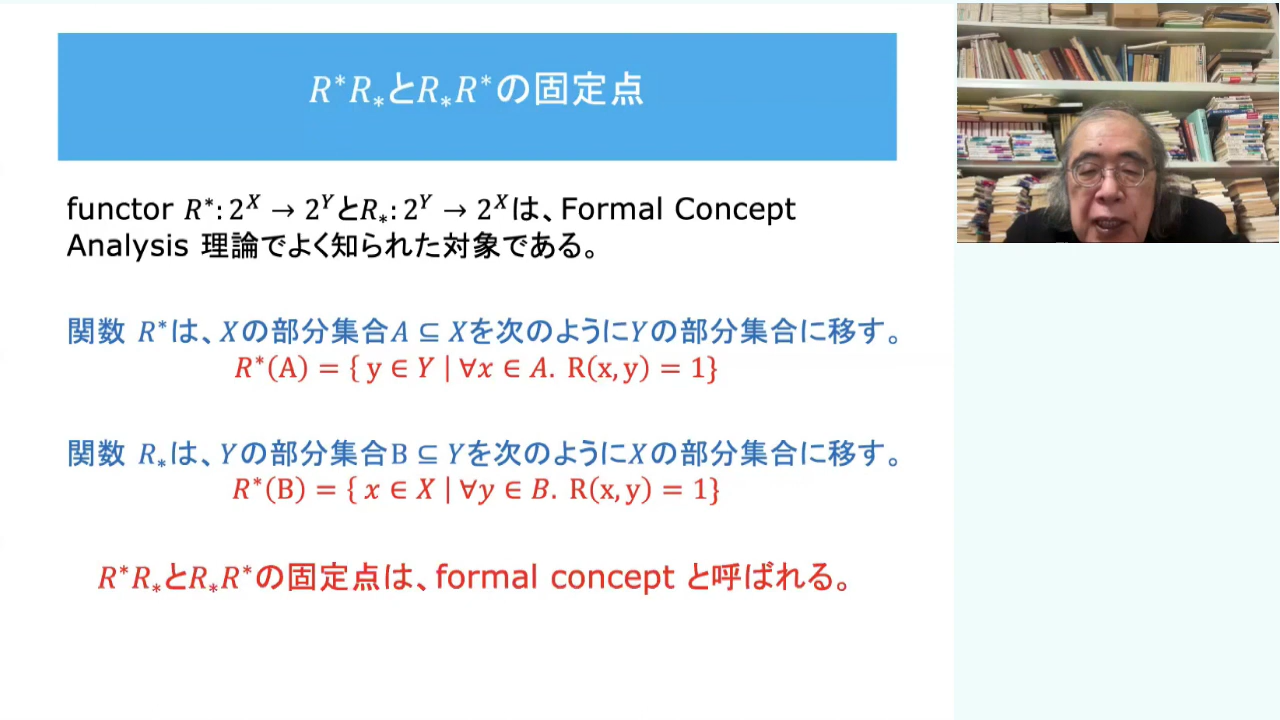 R*R∗とR∗R*の固定点
functor R*: 2^X → 2^YとR∗: 2^Y → 2^Xは、Formal Concept
Analysis 理論でよく知られた対象である。
関数 R*は、Xの部分集合A ⊆ Xを次のようにYの部分集合に移す。
R*(A) = { y ∈ Y | ∀x ∈ A. R(x, y) = 1}
関数 R∗は、Yの部分集合B ⊆ Yを次のようにXの部分集合に移す。
R*(B) = { x ∈ X | ∀y ∈ B. R(x, y) = 1}
R*R∗とR∗R*の固定点は、formal concept と呼ばれる。